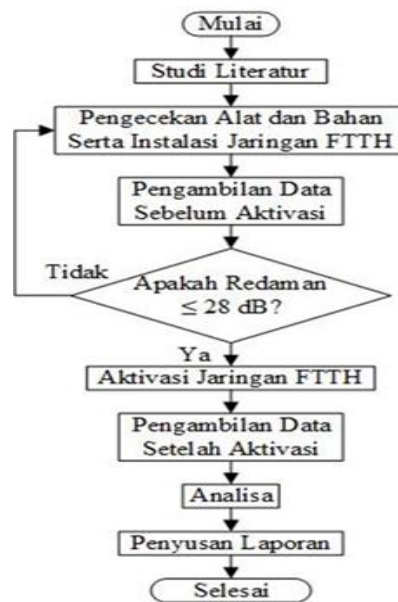 Mulai
Studi Literatur
Pengecekan Alat dan Bahan
Serta Instalasi Jaringan FTTH
Pengambilan Data
Sebelum Aktivasi
Tidak
Apakah Redaman
≤ 28 dB?
Ya
Aktivasi Jaringan FTTH
Pengambilan Data
Setelah Aktivasi
Analisa
Penyusan Laporan
Selesai